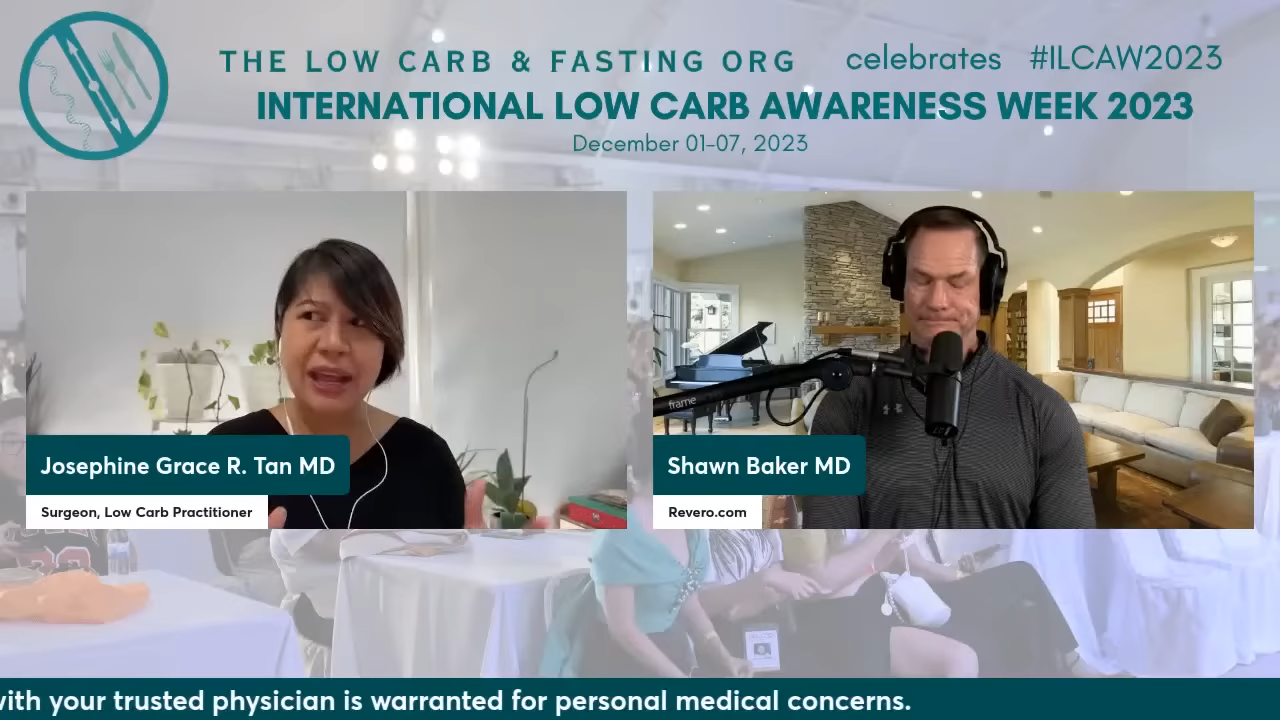 THE LOW CARB & FASTING ORG celebrates #ILCAW2023
INTERNATIONAL LOW CARB AWARENESS WEEK 2023
December 01-07, 2023
frame
Josephine Grace R. Tan MD
Surgeon, Low Carb Practitioner
Shawn Baker MD
Revero.com
with your trusted physician is warranted for personal medical concerns.